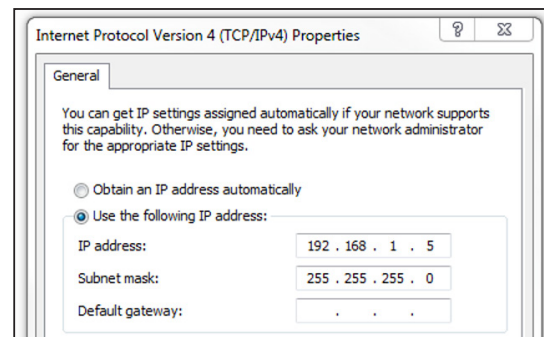 Internet Protocol Version 4 (TCP/IPv4) Properties
General
You can get IP settings assigned automatically if your network supports
this capability. Otherwise, you need to ask your network administrator
for the appropriate IP settings.
Obtain an IP address automatically
Use the following IP address:
IP address: 192 . 168 . 1 . 5
Subnet mask: 255 . 255 . 255 . 0
Default gateway: . . .